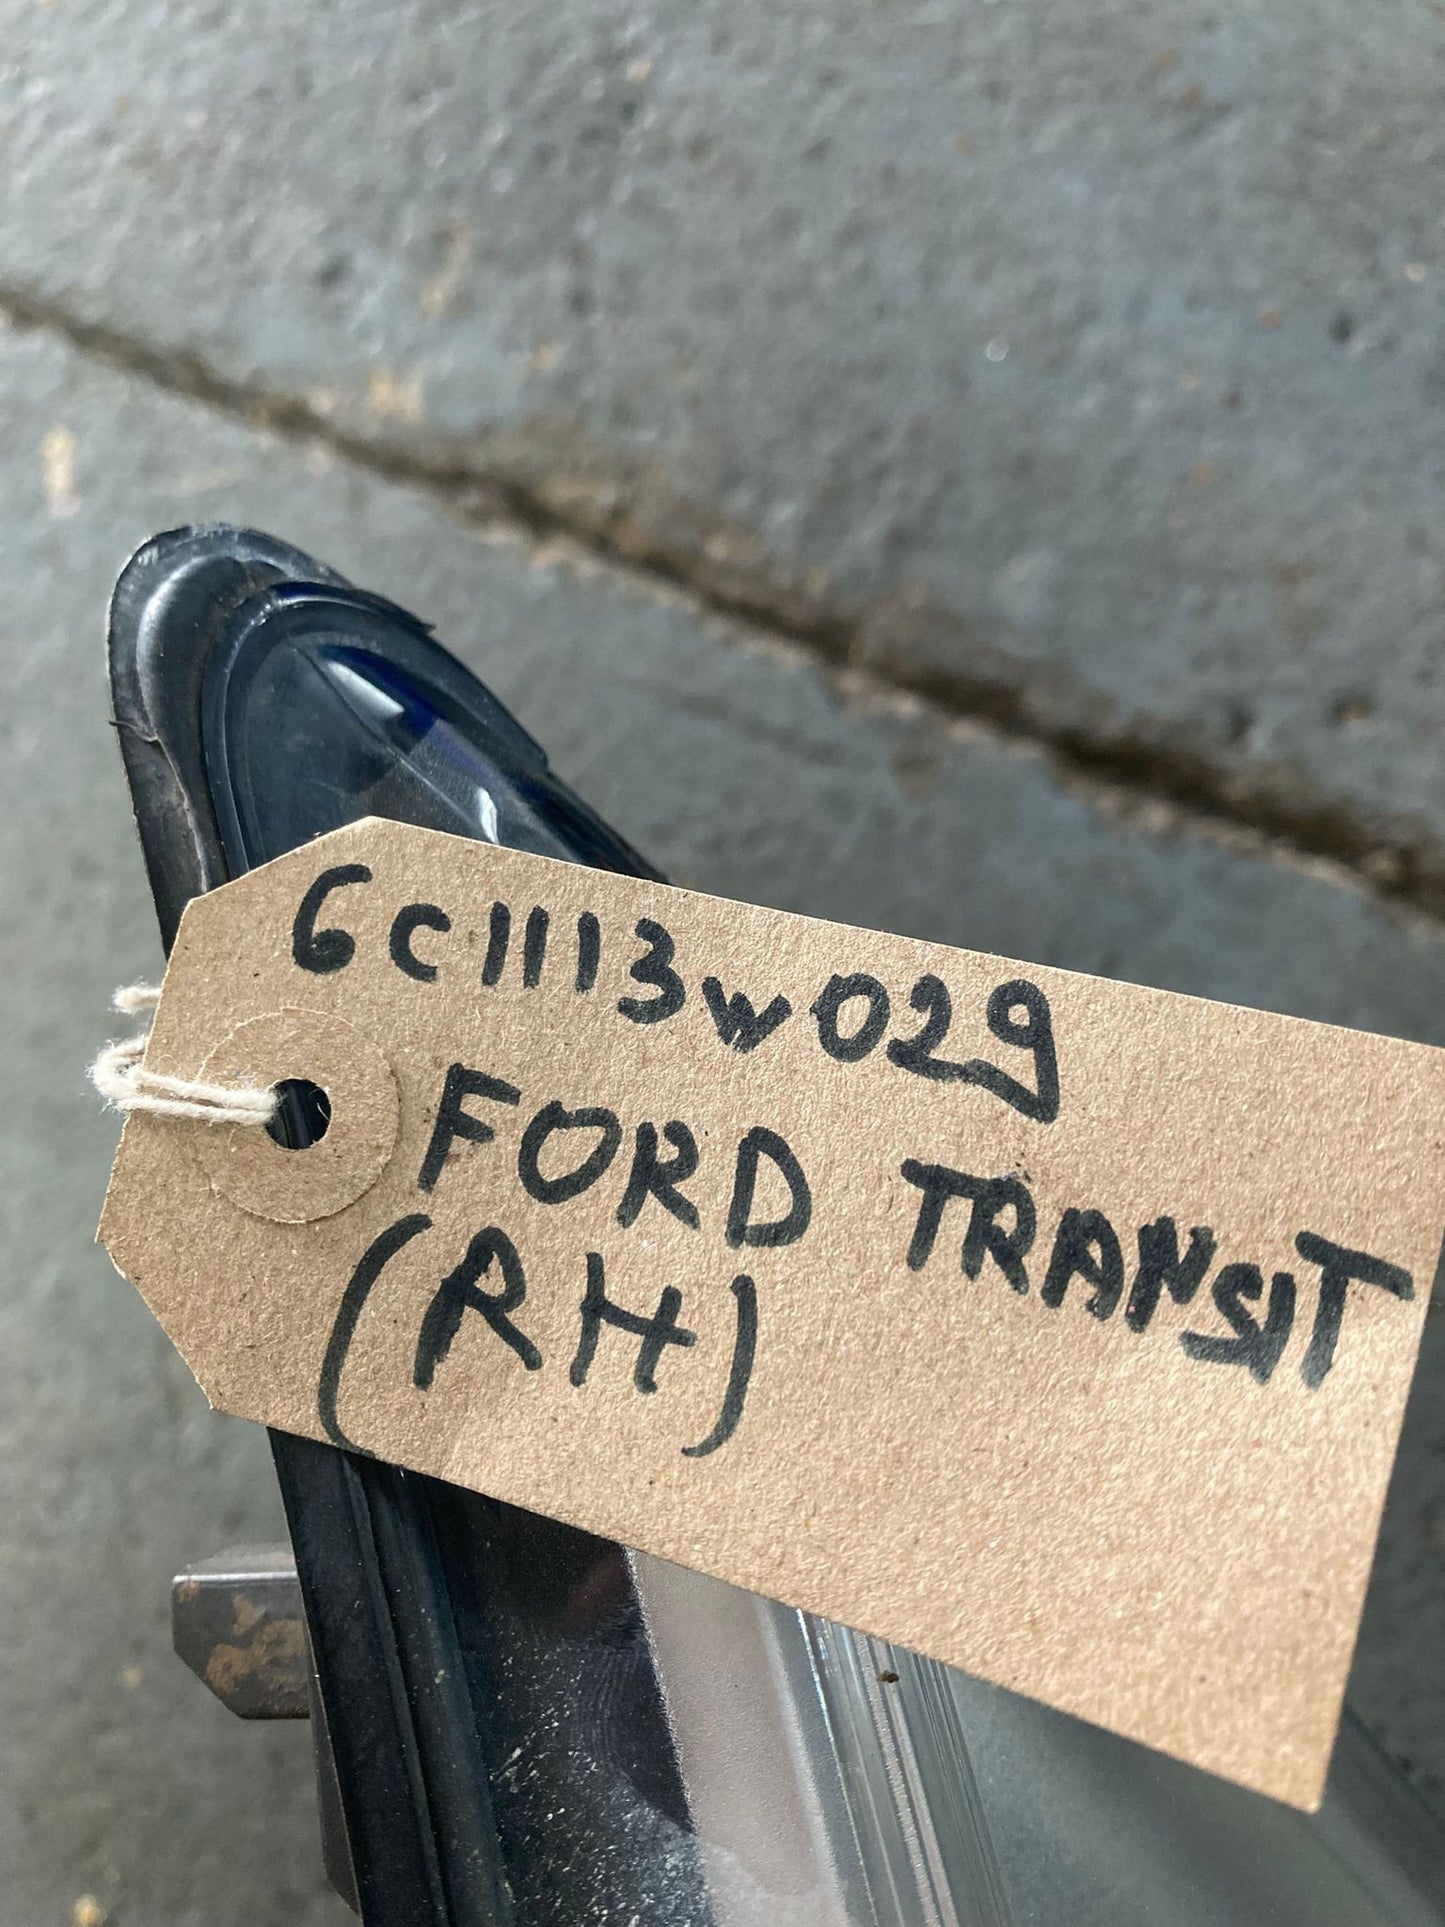 6c1113w029
FORD TRANSIT
(RH)